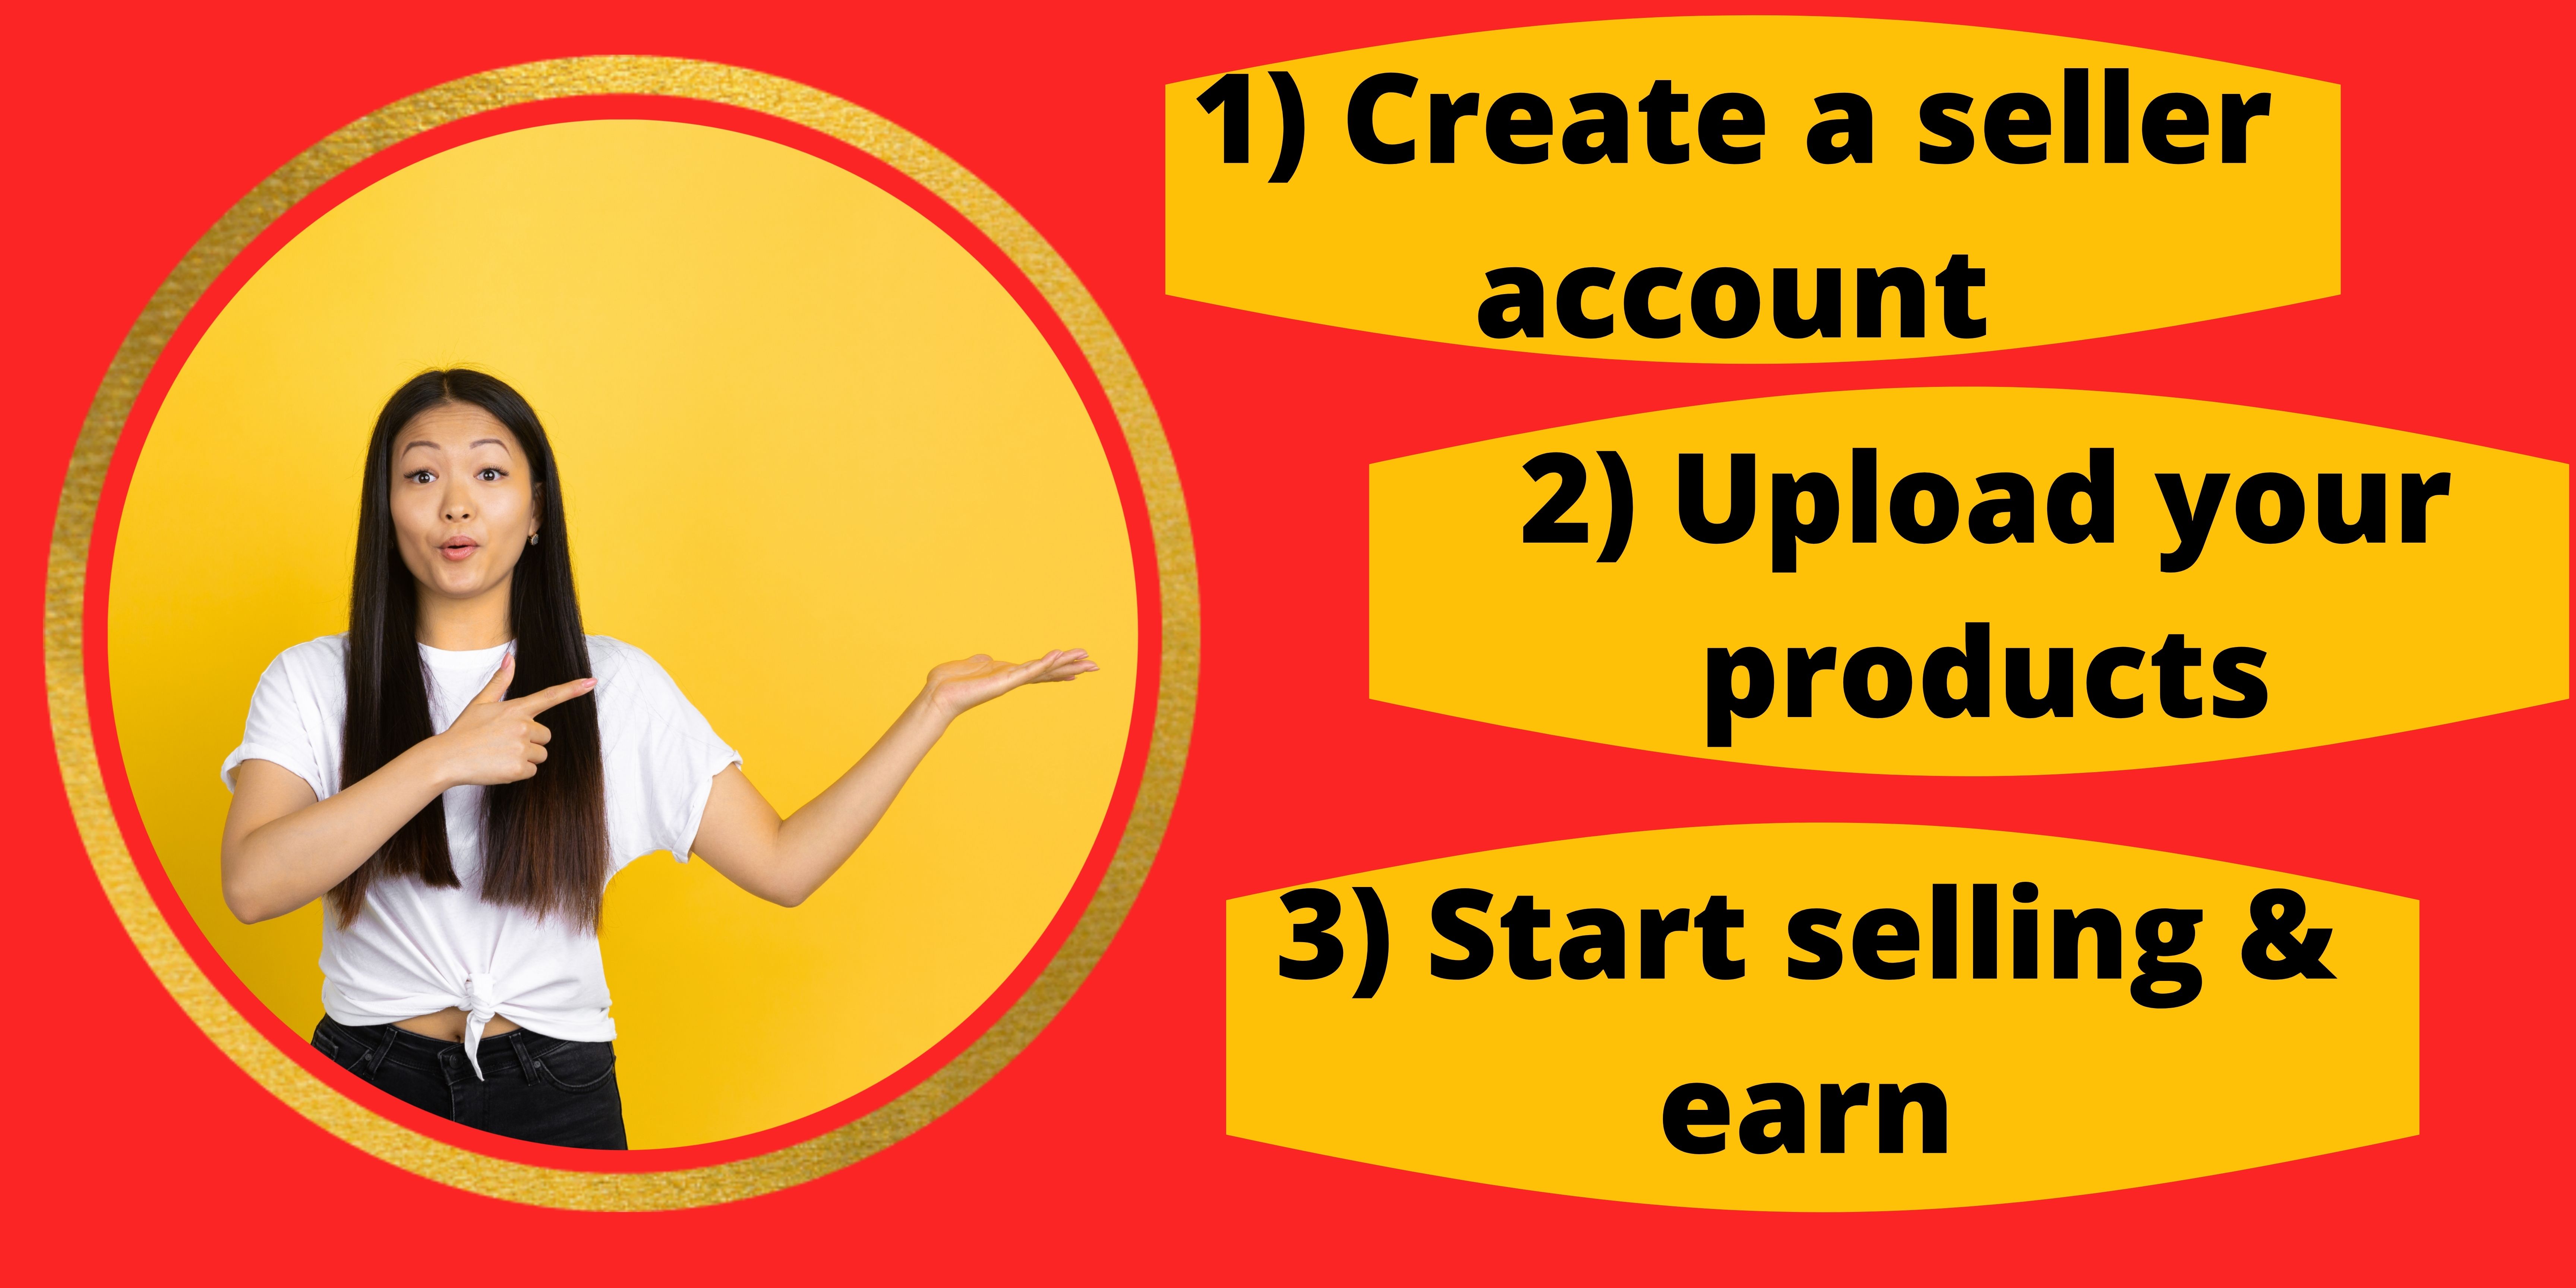 1) Create a seller
account
2) Upload your
products
3) Start selling &
earn